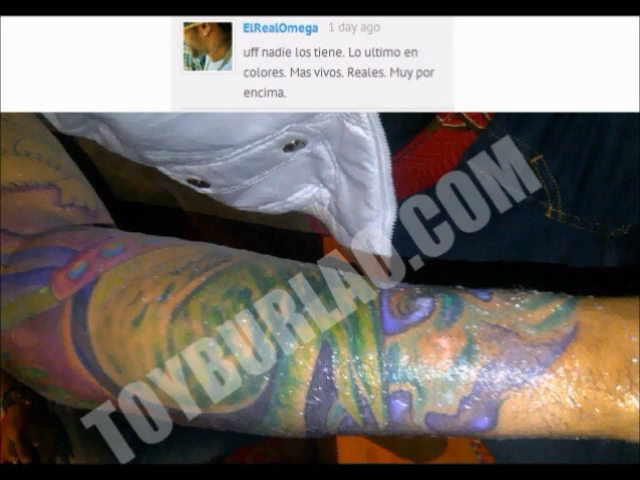 ElRealOmega 1 day ago
uff nadie los tiene. Lo ultimo en
colores. Mas vivos. Reales. Muy por
encima.
TOYBURLAO.COM